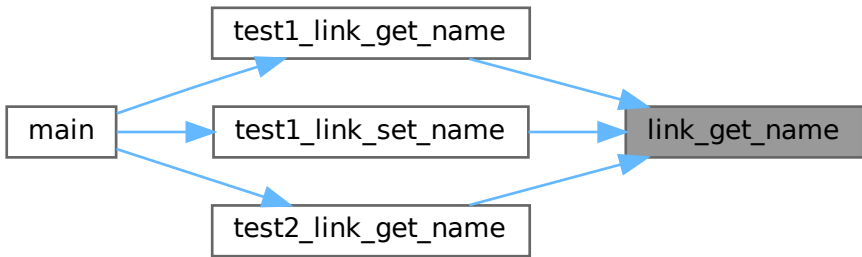 test1_link_get_name
main
test1_link_set_name
link_get_name
test2_link_get_name